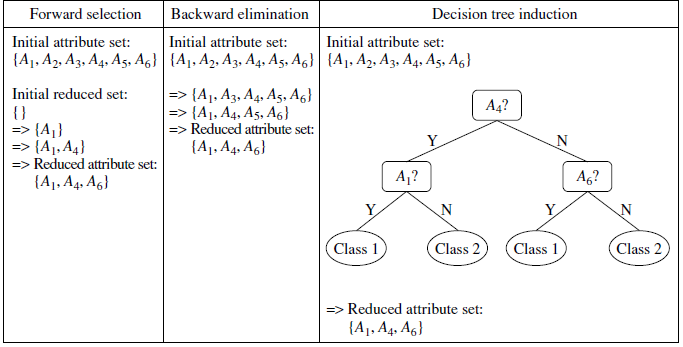 Forward selection
Initial attribute set:
{A₁, A₂, A₃, A₄, A₅, A₆}
Initial reduced set:
{}
=> {A₁}
=> {A₁, A₄}
=> Reduced attribute set:
{A₁, A₄, A₆}
Backward elimination
Initial attribute set:
{A₁, A₂, A₃, A₄, A₅, A₆}
=> {A₁, A₃, A₄, A₅, A₆}
=> {A₁, A₄, A₅, A₆}
=> Reduced attribute set:
{A₁, A₄, A₆}
Decision tree induction
Initial attribute set:
{A₁, A₂, A₃, A₄, A₅, A₆}
A₄?
Y N
A₁? A₆?
Y N Y N
Class 1 Class 2 Class 1 Class 2
=> Reduced attribute set:
{A₁, A₄, A₆}